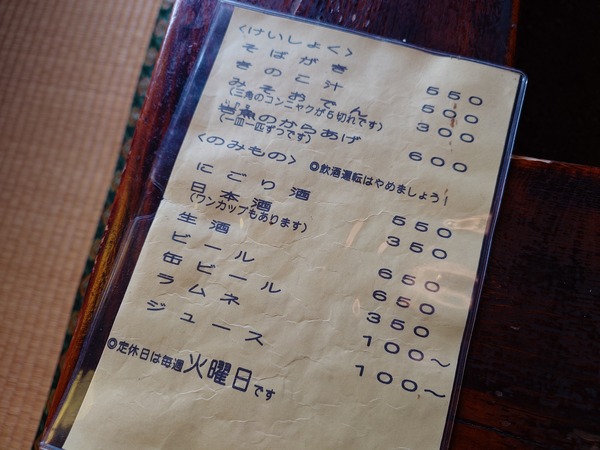 <けいしょく>
そばがき 550
きのこ汁 500
みそおでん 300
(三角のコンニャクが5切れです)
のからあげ 600
一匹ずつです)
<のみもの> ◎飲酒運転はやめましょう!
にごり酒 550
日本酒 350
(ワンカップもあります)
生酒 650
ビール 650
缶ビール 350
ラムネ 100～
ジュース 100～
◎定休日は毎週火曜日です